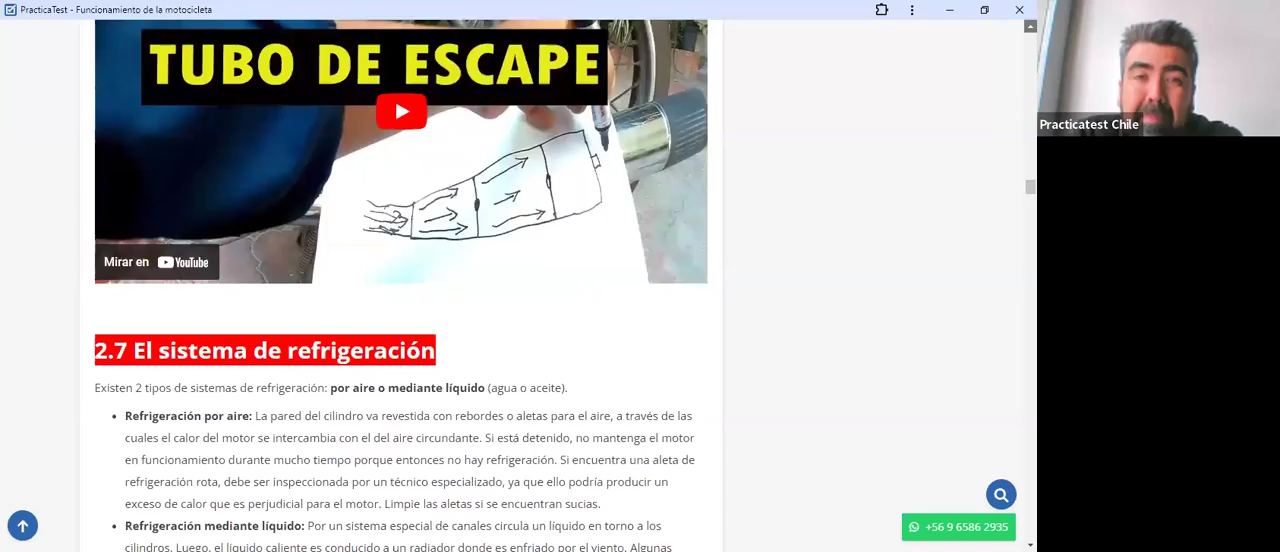 PracticaTest - Funcionamiento de la motocicleta
TUBO DE ESCAPE
Mirar en YouTube
Practicatest Chile
2.7 El sistema de refrigeración
Existen 2 tipos de sistemas de refrigeración: por aire o mediante líquido (agua o aceite).
• Refrigeración por aire: La pared del cilindro va revestida con rebordes o aletas para el aire, a través de las
cuales el calor del motor se intercambia con el del aire circundante. Si está detenido, no mantenga el motor
en funcionamiento durante mucho tiempo porque entonces no hay refrigeración. Si encuentra una aleta de
refrigeración rota, debe ser inspeccionada por un técnico especializado, ya que ello podría producir un
exceso de calor que es perjudicial para el motor. Limpie las aletas si se encuentran sucias.
• Refrigeración mediante líquido: Por un sistema especial de canales circula un líquido en torno a los
cilindros. Luego, el líquido caliente es conducido a un radiador donde es enfriado por el viento. Algunas
+56 9 6586 2935